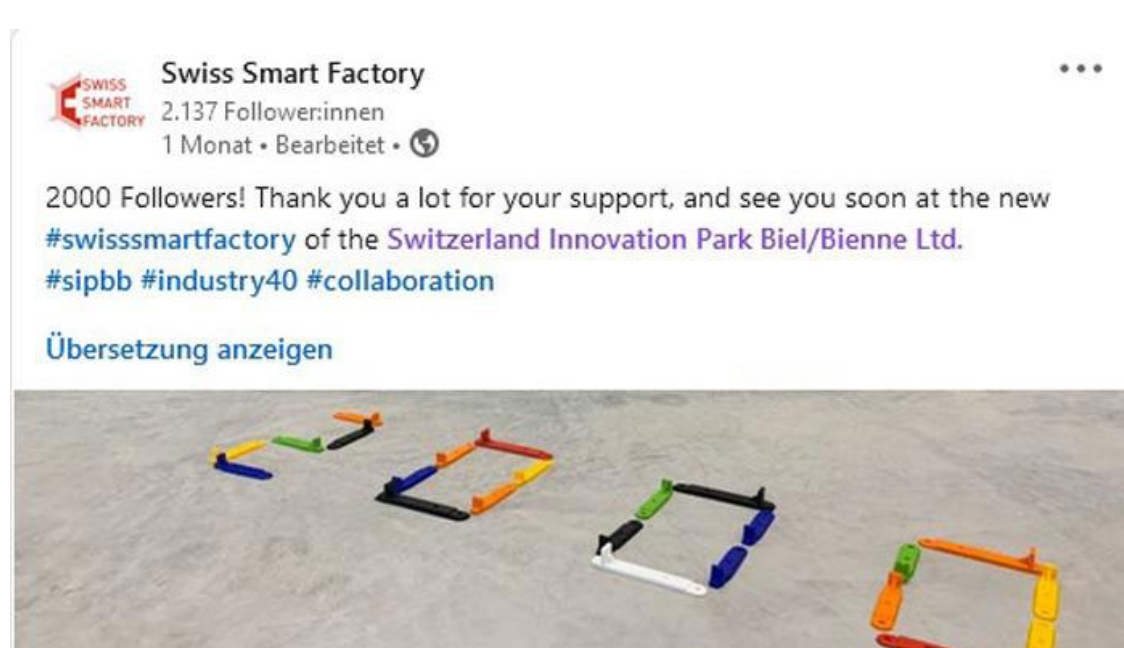 SWISS
SMART
FACTORY
Swiss Smart Factory
2.137 Follower:innen
1 Monat • Bearbeitet •
2000 Followers! Thank you a lot for your support, and see you soon at the new
#swisssmartfactory of the Switzerland Innovation Park Biel/Bienne Ltd.
#sipbb #industry40 #collaboration
Übersetzung anzeigen